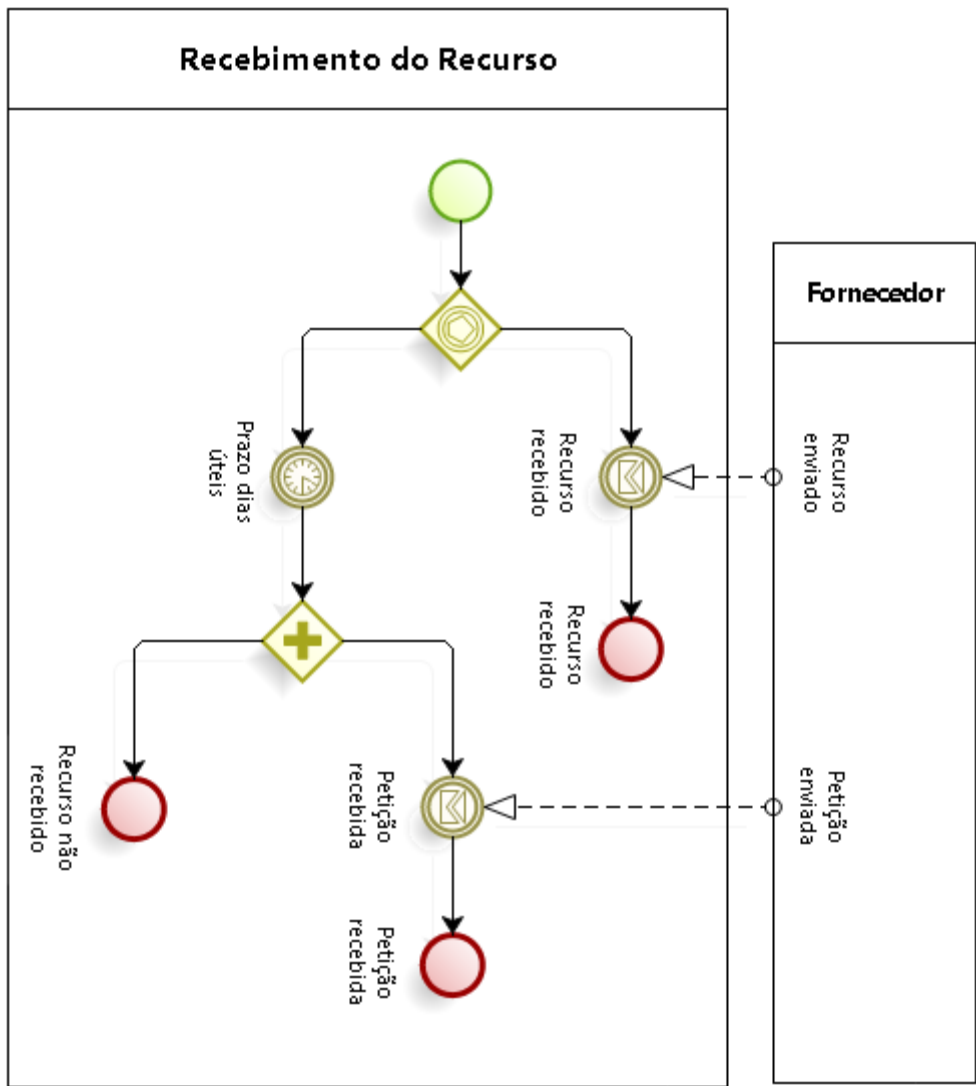 Recebimento do Recurso
Fornecedor
Prazo dias
úteis
Recurso
recebido
Recurso
enviado
Recurso
recebido
Recurso não
recebido
Petição
recebida
Petição
enviada
Petição
recebida